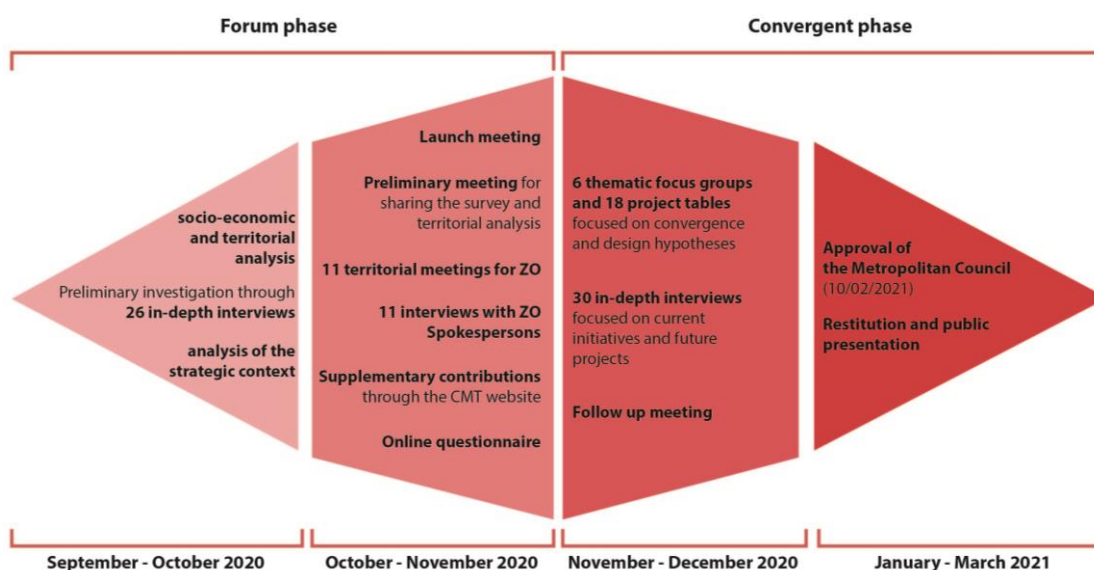 Forum phase
Convergent phase
socio-economic
and territorial
analysis
Preliminary investigation through
26 in-depth interviews
analysis of the
strategic context
Launch meeting
Preliminary meeting for
sharing the survey and
territorial analysis
11 territorial meetings for ZO
11 interviews with ZO
Spokespersons
Supplementary contributions
through the CMT website
Online questionnaire
6 thematic focus groups
and 18 project tables
focused on convergence
and design hypotheses
30 in-depth interviews
focused on current
initiatives and future
projects
Follow up meeting
Approval of
the Metropolitan Council
(10/02/2021)
Restitution and public
presentation
September - October 2020
October - November 2020
November - December 2020
January - March 2021